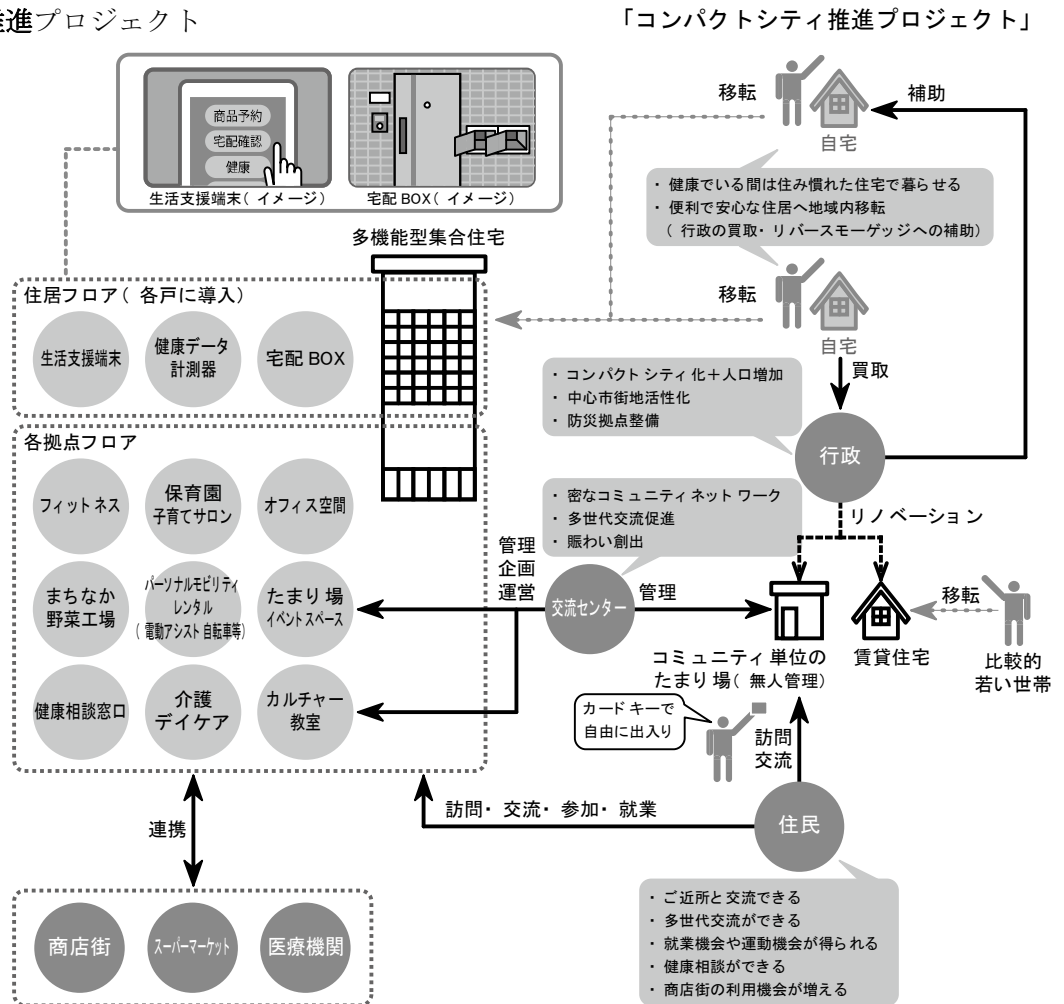 推進プロジェクト
「コンパクトシティ推進プロジェクト」
商品予約
宅配確認
健康
生活支援端末(イメージ)
宅配BOX(イメージ)
移転
補助
自宅
・健康でいる間は住み慣れた住宅で暮らせる
・便利で安心な住居へ地域内移転
(行政の買取・リバースモーゲッジへの補助)
移転
自宅
買取
多機能型集合住宅
住居フロア(各戸に導入)
生活支援端末
健康データ
計測器
宅配BOX
・コンパクトシティ化+人口増加
・中心市街地活性化
・防災拠点整備
行政
リノベーション
各拠点フロア
フィットネス
保育園
子育てサロン
オフィス空間
まちなか
野菜工場
パーソナルモビリティ
レンタル
(電動アシスト自転車等)
たまり場
イベントスペース
健康相談窓口
介護
デイケア
カルチャー
教室
・密なコミュニティネットワーク
・多世代交流促進
・賑わい創出
管理
企画
運営
交流センター
管理
コミュニティ単位の
たまり場(無人管理)
賃貸住宅
移転
比較的
若い世帯
カードキーで
自由に出入り
訪問
交流
訪問・交流・参加・就業
住民
連携
商店街
スーパーマーケット
医療機関
・ご近所と交流できる
・多世代交流ができる
・就業機会や運動機会が得られる
・健康相談ができる
・商店街の利用機会が増える